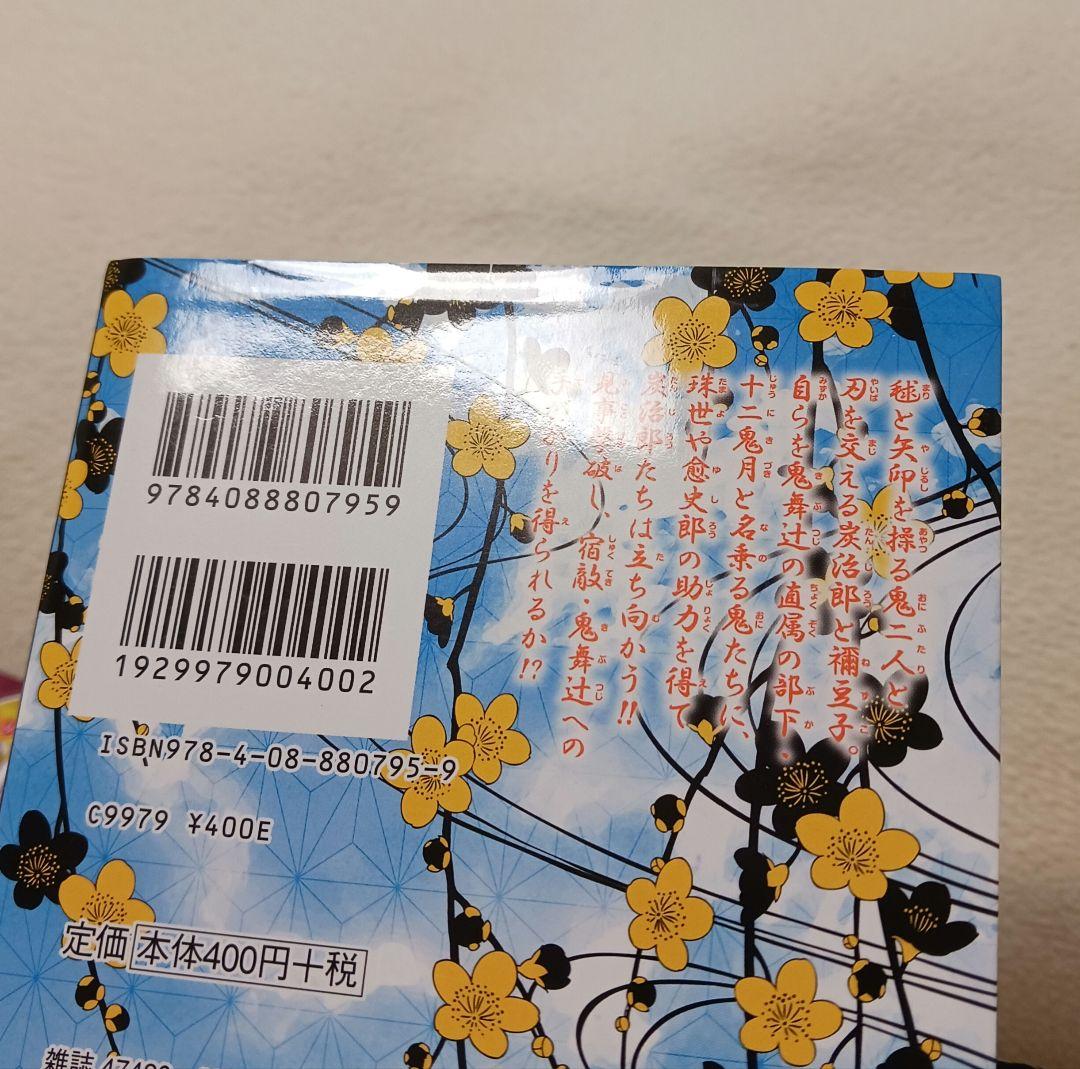 9784088807959
1929979004002
ISBN978-4-08-880795-9
C9979 ¥400E
定価 本体400円+税
雑誌
毬と矢印を操る鬼二人と
刃を交える炭治郎と禰豆子。
自らを鬼舞辻の直属の部下、
十二鬼月と名乗る鬼たちに、
珠世や愈史郎の助力を得て
炭治郎たちは立ち向かう!!
見事撃破し、宿敵・鬼舞辻への
手がかりを得られるか!?